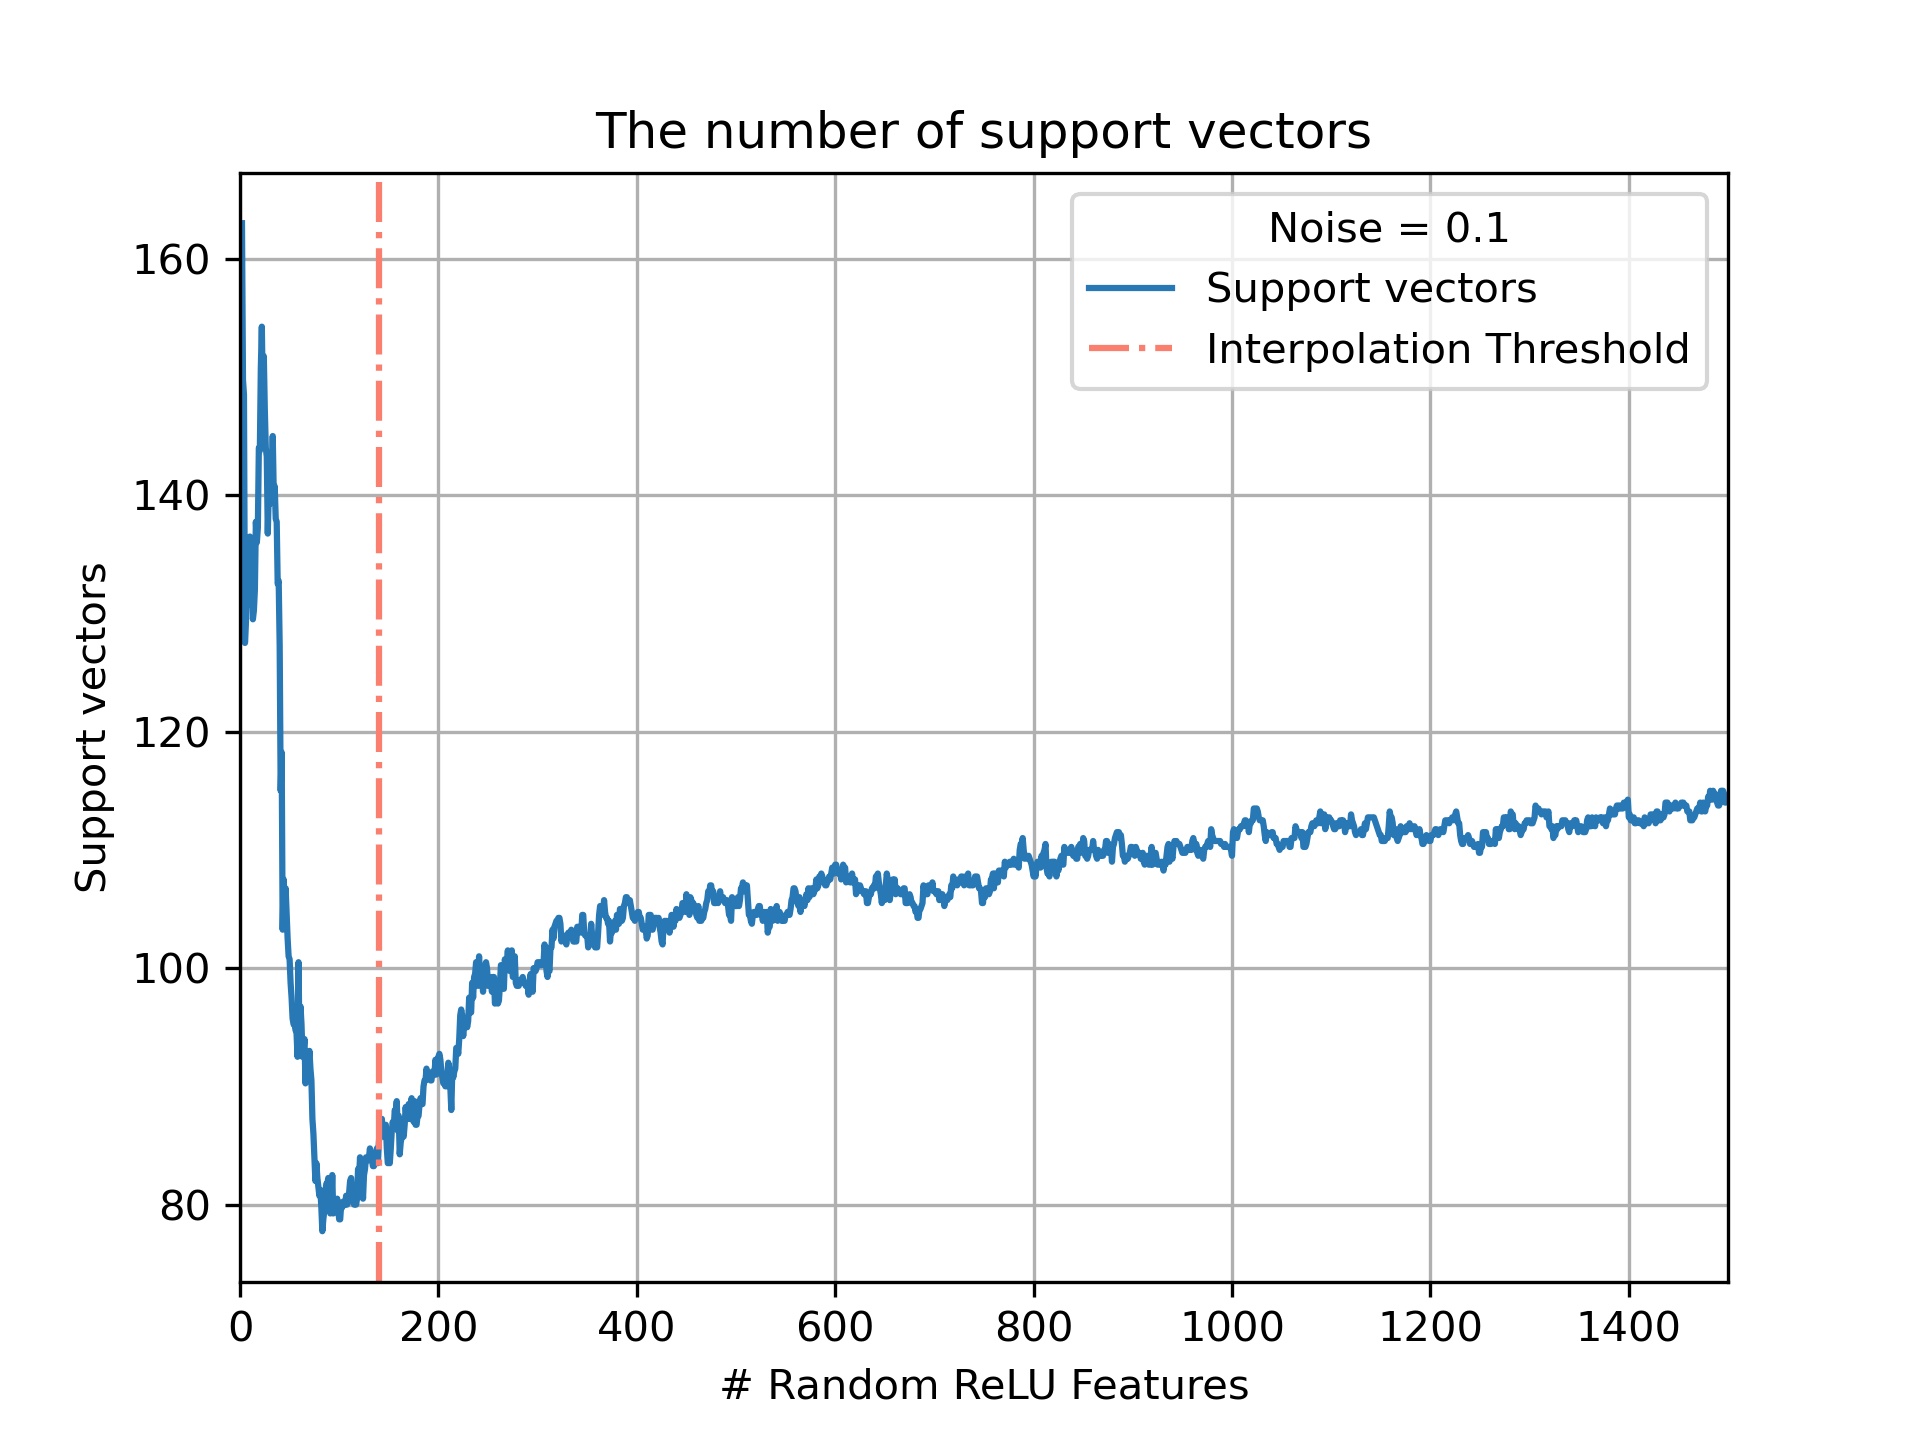 The number of support vectors
Noise = 0.1
Support vectors
Interpolation Threshold
160
140
120
100
80
Support vectors
0 200 400 600 800 1000 1200 1400
# Random ReLU Features